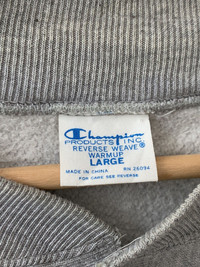 Champion
PRODUCTS INC.
REVERSE WEAVE®
WARMUP
LARGE
MADE IN CHINA RN 26094
FOR CARE SEE REVERSE